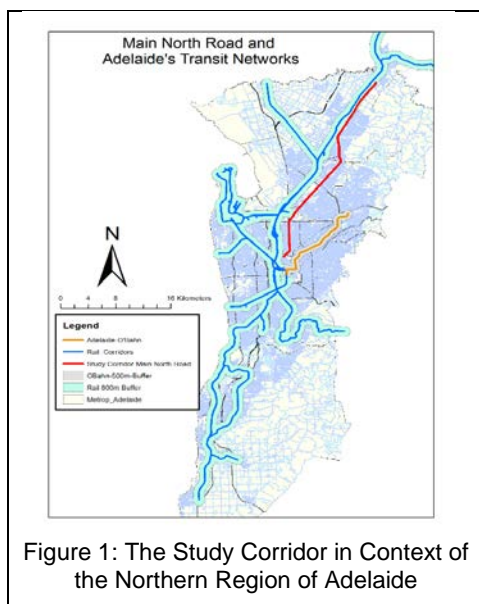 Main North Road and
Adelaide's Transit Networks
N
0 4 8 16 Kilometers
Legend
Adelaide O'Bahn
Rail Corridors
Study Corridor Main North Road
OBahn-500m-Buffer
Rail 800m Buffer
Metrop_Adelaide
Figure 1: The Study Corridor in Context of
the Northern Region of Adelaide